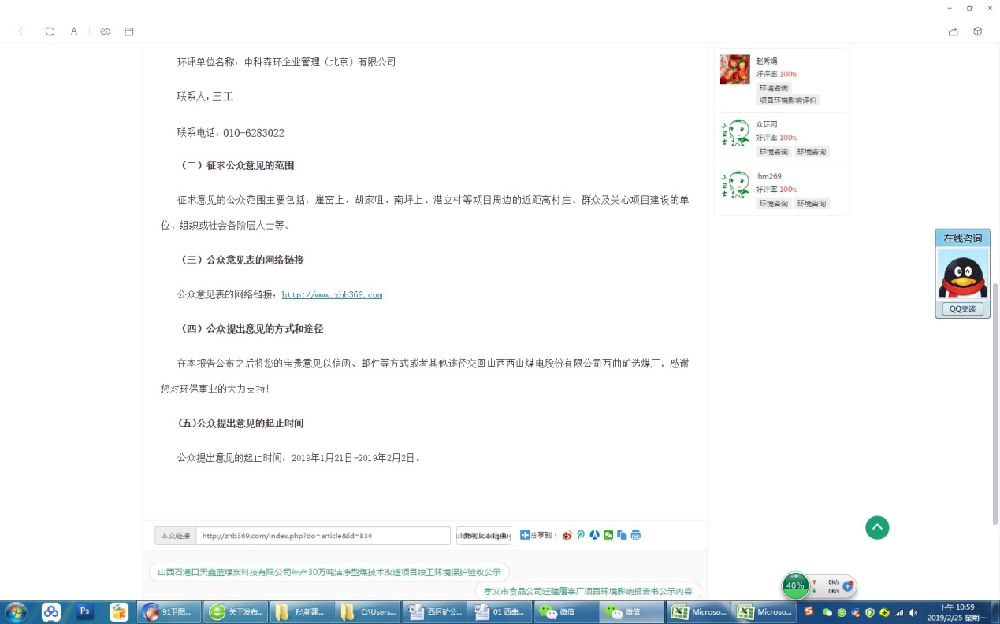 环评单位名称：中科森环企业管理（北京）有限公司
联系人：王工
联系电话：010-6283022
（二）征求公众意见的范围
征求意见的公众范围主要包括：崖窑上、胡家咀、南坪上、港立村等项目周边的近距离村庄、群众及关心项目建设的单
位、组织或社会各阶层人士等。
（三）公众意见表的网络链接
公众意见表的网络链接：http://www.zhb369.com
（四）公众提出意见的方式和途径
在本报告公布之后将您的宝贵意见以信函、邮件等方式或者其他途径交回山西西山煤电股份有限公司西曲矿选煤厂，感谢
您对环保事业的大力支持！
（五）公众提出意见的起止时间
公众提出意见的起止时间：2019年1月21日-2019年2月2日。
本文链接 http://zhb369.com/index.php?do=article&id=834
分享到：
山西石港口天鑫蓝煤炭科技有限公司年产30万吨洁净型煤技术改造项目竣工环境保护验收公示
孝义市食品公司迁建屠宰厂项目环境影响报告书公示内容
赵秀娟
好评率 100%
环境咨询
项目环境影响评价
小卫士
众环网
好评率 100%
环境咨询 环境咨询
小卫士
lhm269
好评率 100%
环境咨询 环境咨询
在线咨询
QQ交谈
40% 0K/s
0K/s
Ps 91卫图... 关于发布... F:\新建... C:\Users... 西区矿公... 01 西曲... 微信 微信 Microso... Microso...
下午 10:59
2019/2/25 星期一